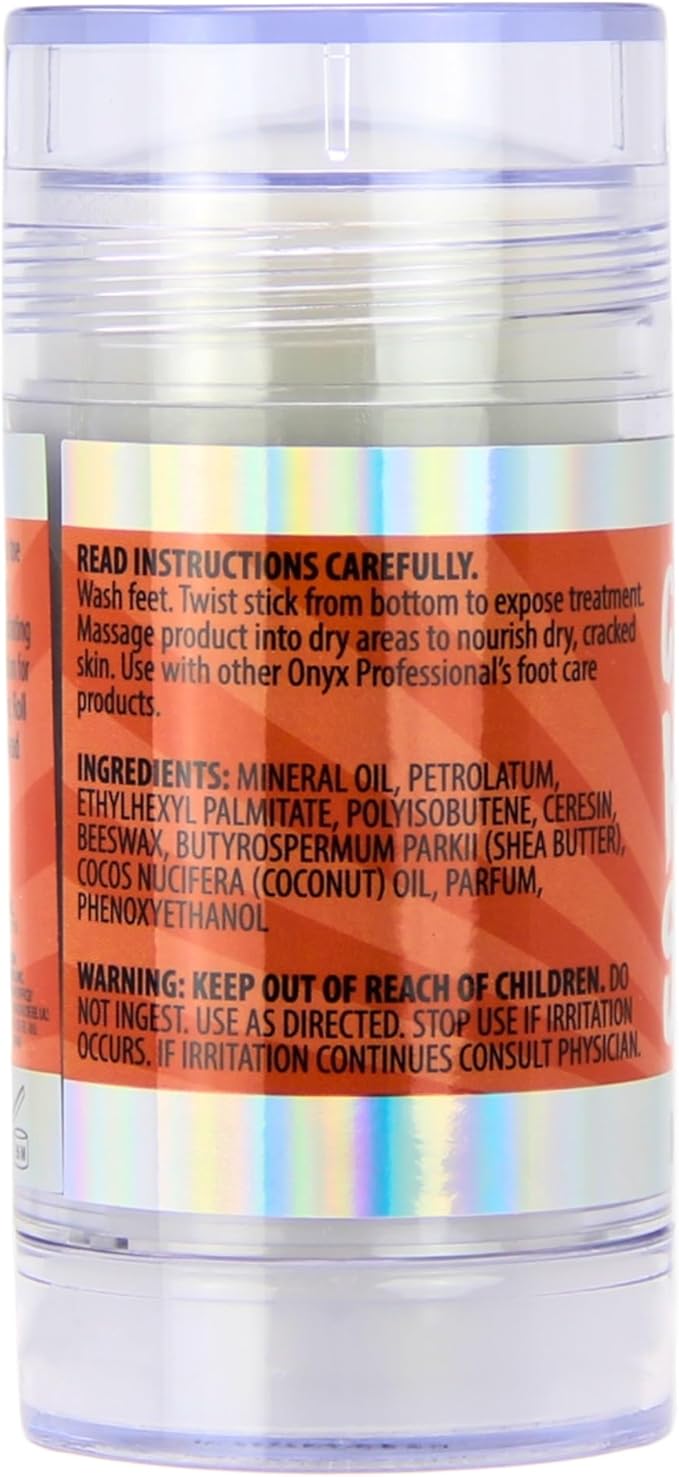 READ INSTRUCTIONS CAREFULLY.
Wash feet. Twist stick from bottom to expose treatment.
Massage product into dry areas to nourish dry, cracked
skin. Use with other Onyx Professional's foot care
products.
INGREDIENTS: MINERAL OIL, PETROLATUM,
ETHYLHEXYL PALMITATE, POLYISOBUTENE, CERESIN,
BEESWAX, BUTYROSPERMUM PARKII (SHEA BUTTER),
COCOS NUCIFERA (COCONUT) OIL, PARFUM,
PHENOXYETHANOL
WARNING: KEEP OUT OF REACH OF CHILDREN. DO
NOT INGEST. USE AS DIRECTED. STOP USE IF IRRITATION
OCCURS. IF IRRITATION CONTINUES CONSULT PHYSICIAN.